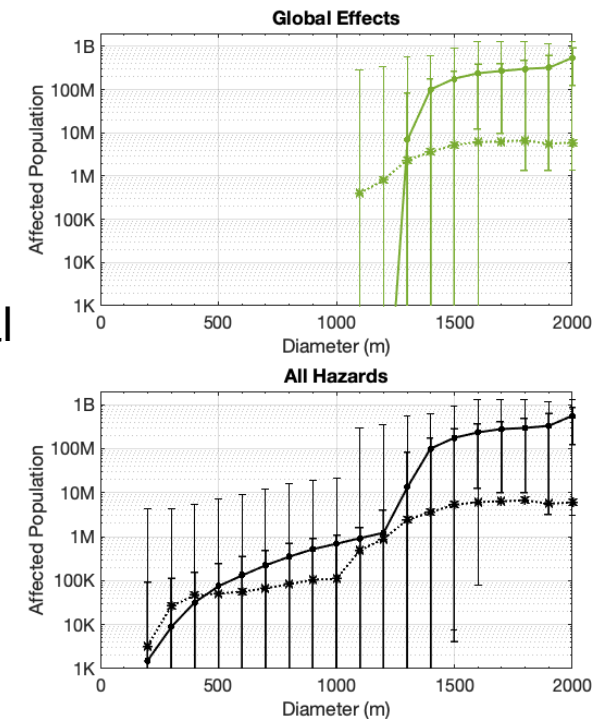 Global Effects
1B
100M
10M
1M
100K
10K
1K
Affected Population
0 500 1000 1500 2000
Diameter (m)
All Hazards
1B
100M
10M
1M
100K
10K
1K
Affected Population
0 500 1000 1500 2000
Diameter (m)